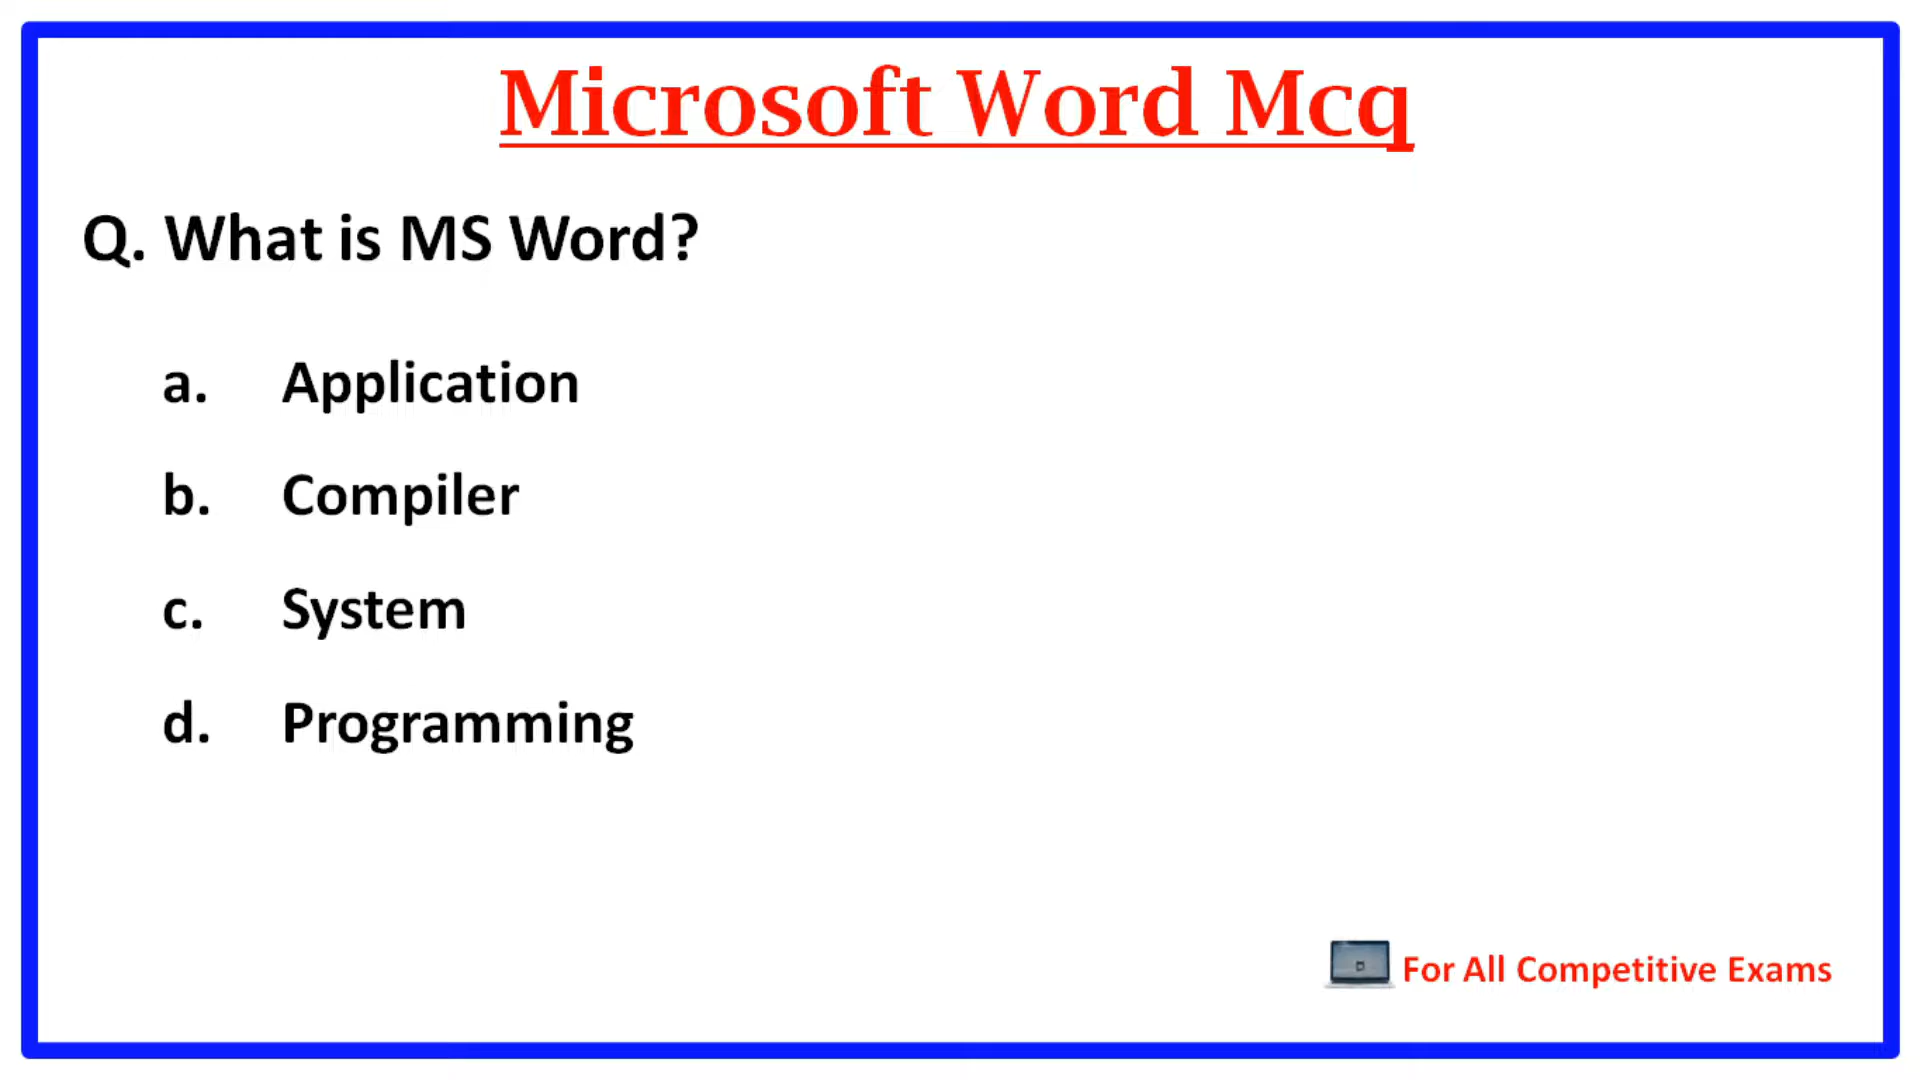 Microsoft Word Mcq
Q. What is MS Word?
a. Application
b. Compiler
c. System
d. Programming
For All Competitive Exams